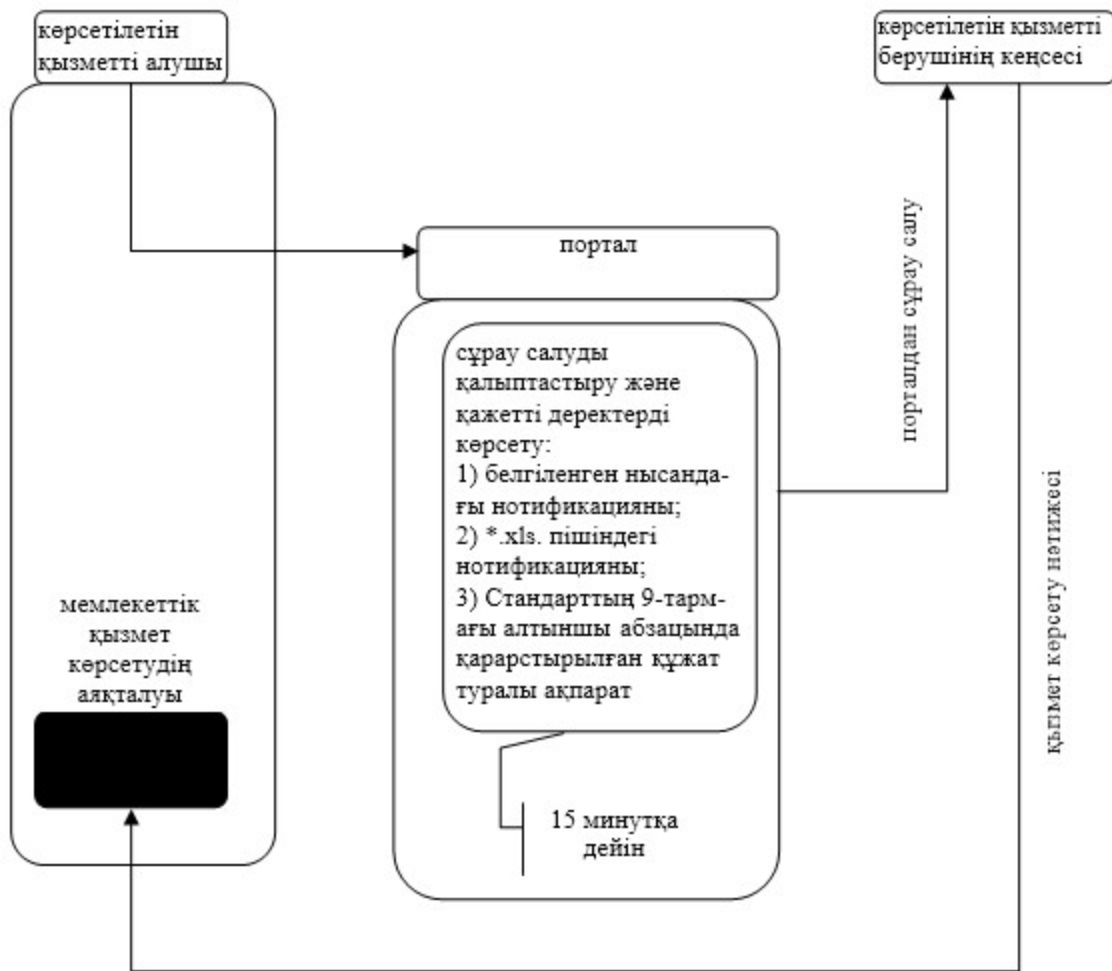 көрсетілетін
қызметті алушы
көрсетілетін қызметті
берушінің кеңсесі
портал
сұрау салуды
қалыптастыру және
қажетті деректерді
көрсету:
1) белгіленген нысанда-
ғы нотификацияны;
2) *.xls. пішіндегі
нотификацияны;
3) Стандарттың 9-тарм-
ағы алтыншы абзацында
қарарстырылған құжат
туралы ақпарат
15 минутқа
дейін
порталдан сұрау салу
қызмет көрсету нәтижесі
мемлекеттік
қызмет
көрсетудің
аяқталуы